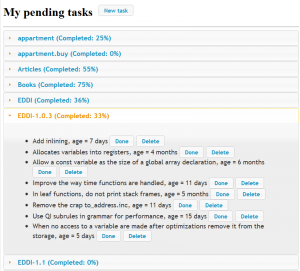 My pending tasks New task
appartment (Completed: 25%)
appartment.buy (Completed: 0%)
Articles (Completed: 55%)
Books (Completed: 75%)
EDDI (Completed: 36%)
EDDI-1.0.3 (Completed: 33%)
Add inlining, age = 7 days Done Delete
Allocates variables into registers, age = 4 months Done Delete
Allow a const variable as the size of a global array declaration, age = 6 months
Done Delete
Improve the way time functions are handled, age = 11 days Done Delete
In leaf functions, do not print stack frames, age = 5 months Done Delete
Remove the crap to_address.inc, age = 11 days Done Delete
Use QI subrules in grammar for performance, age = 15 days Done Delete
When no access to a variable are made after optimizations remove it from the
storage, age = 5 days Done Delete
EDDI-1.1 (Completed: 0%)